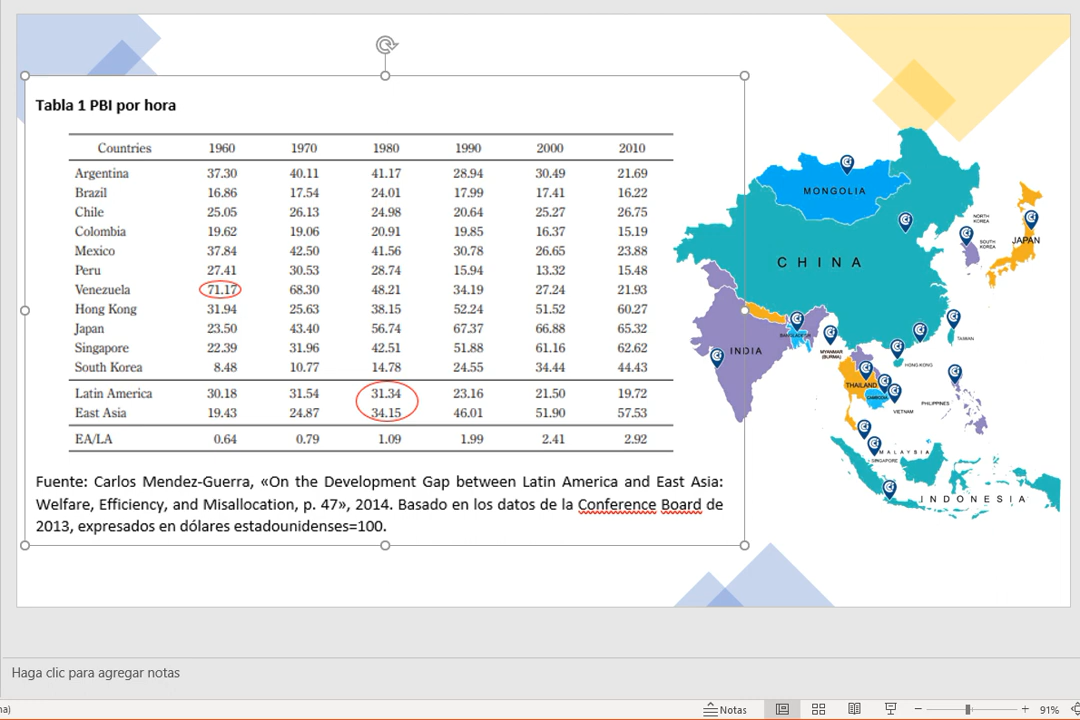 Tabla 1 PBI por hora
Countries 1960 1970 1980 1990 2000 2010
Argentina 37.30 40.11 41.17 28.94 30.49 21.69
Brazil 16.86 17.54 24.01 17.99 17.41 16.22
Chile 25.05 26.13 24.98 20.64 25.27 26.75
Colombia 19.62 19.06 20.91 19.85 16.37 15.19
Mexico 37.84 42.50 41.56 30.78 26.65 23.88
Peru 27.41 30.53 28.74 15.94 13.32 15.48
Venezuela 71.17 68.30 48.21 34.19 27.24 21.93
Hong Kong 31.94 25.63 38.15 52.24 51.52 60.27
Japan 23.50 43.40 56.74 67.37 66.88 65.32
Singapore 22.39 31.96 42.51 51.88 61.16 62.62
South Korea 8.48 10.77 14.78 24.55 34.44 44.43
Latin America 30.18 31.54 31.34 23.16 21.50 19.72
East Asia 19.43 24.87 34.15 46.01 51.90 57.53
EA/LA 0.64 0.79 1.09 1.99 2.41 2.92
Fuente: Carlos Mendez-Guerra, «On the Development Gap between Latin America and East Asia:
Welfare, Efficiency, and Misallocation, p. 47», 2014. Basado en los datos de la Conference Board de
2013, expresados en dólares estadounidenses=100.
MONGOLIA
NORTH
KOREA
SOUTH
KOREA
JAPAN
CHINA
TAIWAN
BANGLADESH
INDIA
MYANMAR
(BURMA)
HONG KONG
THAILAND
CAMBODIA
VIETNAM
PHILIPPINES
MALAYSIA
SINGAPORE
INDONESIA
Haga clic para agregar notas
na)
Notas
91%